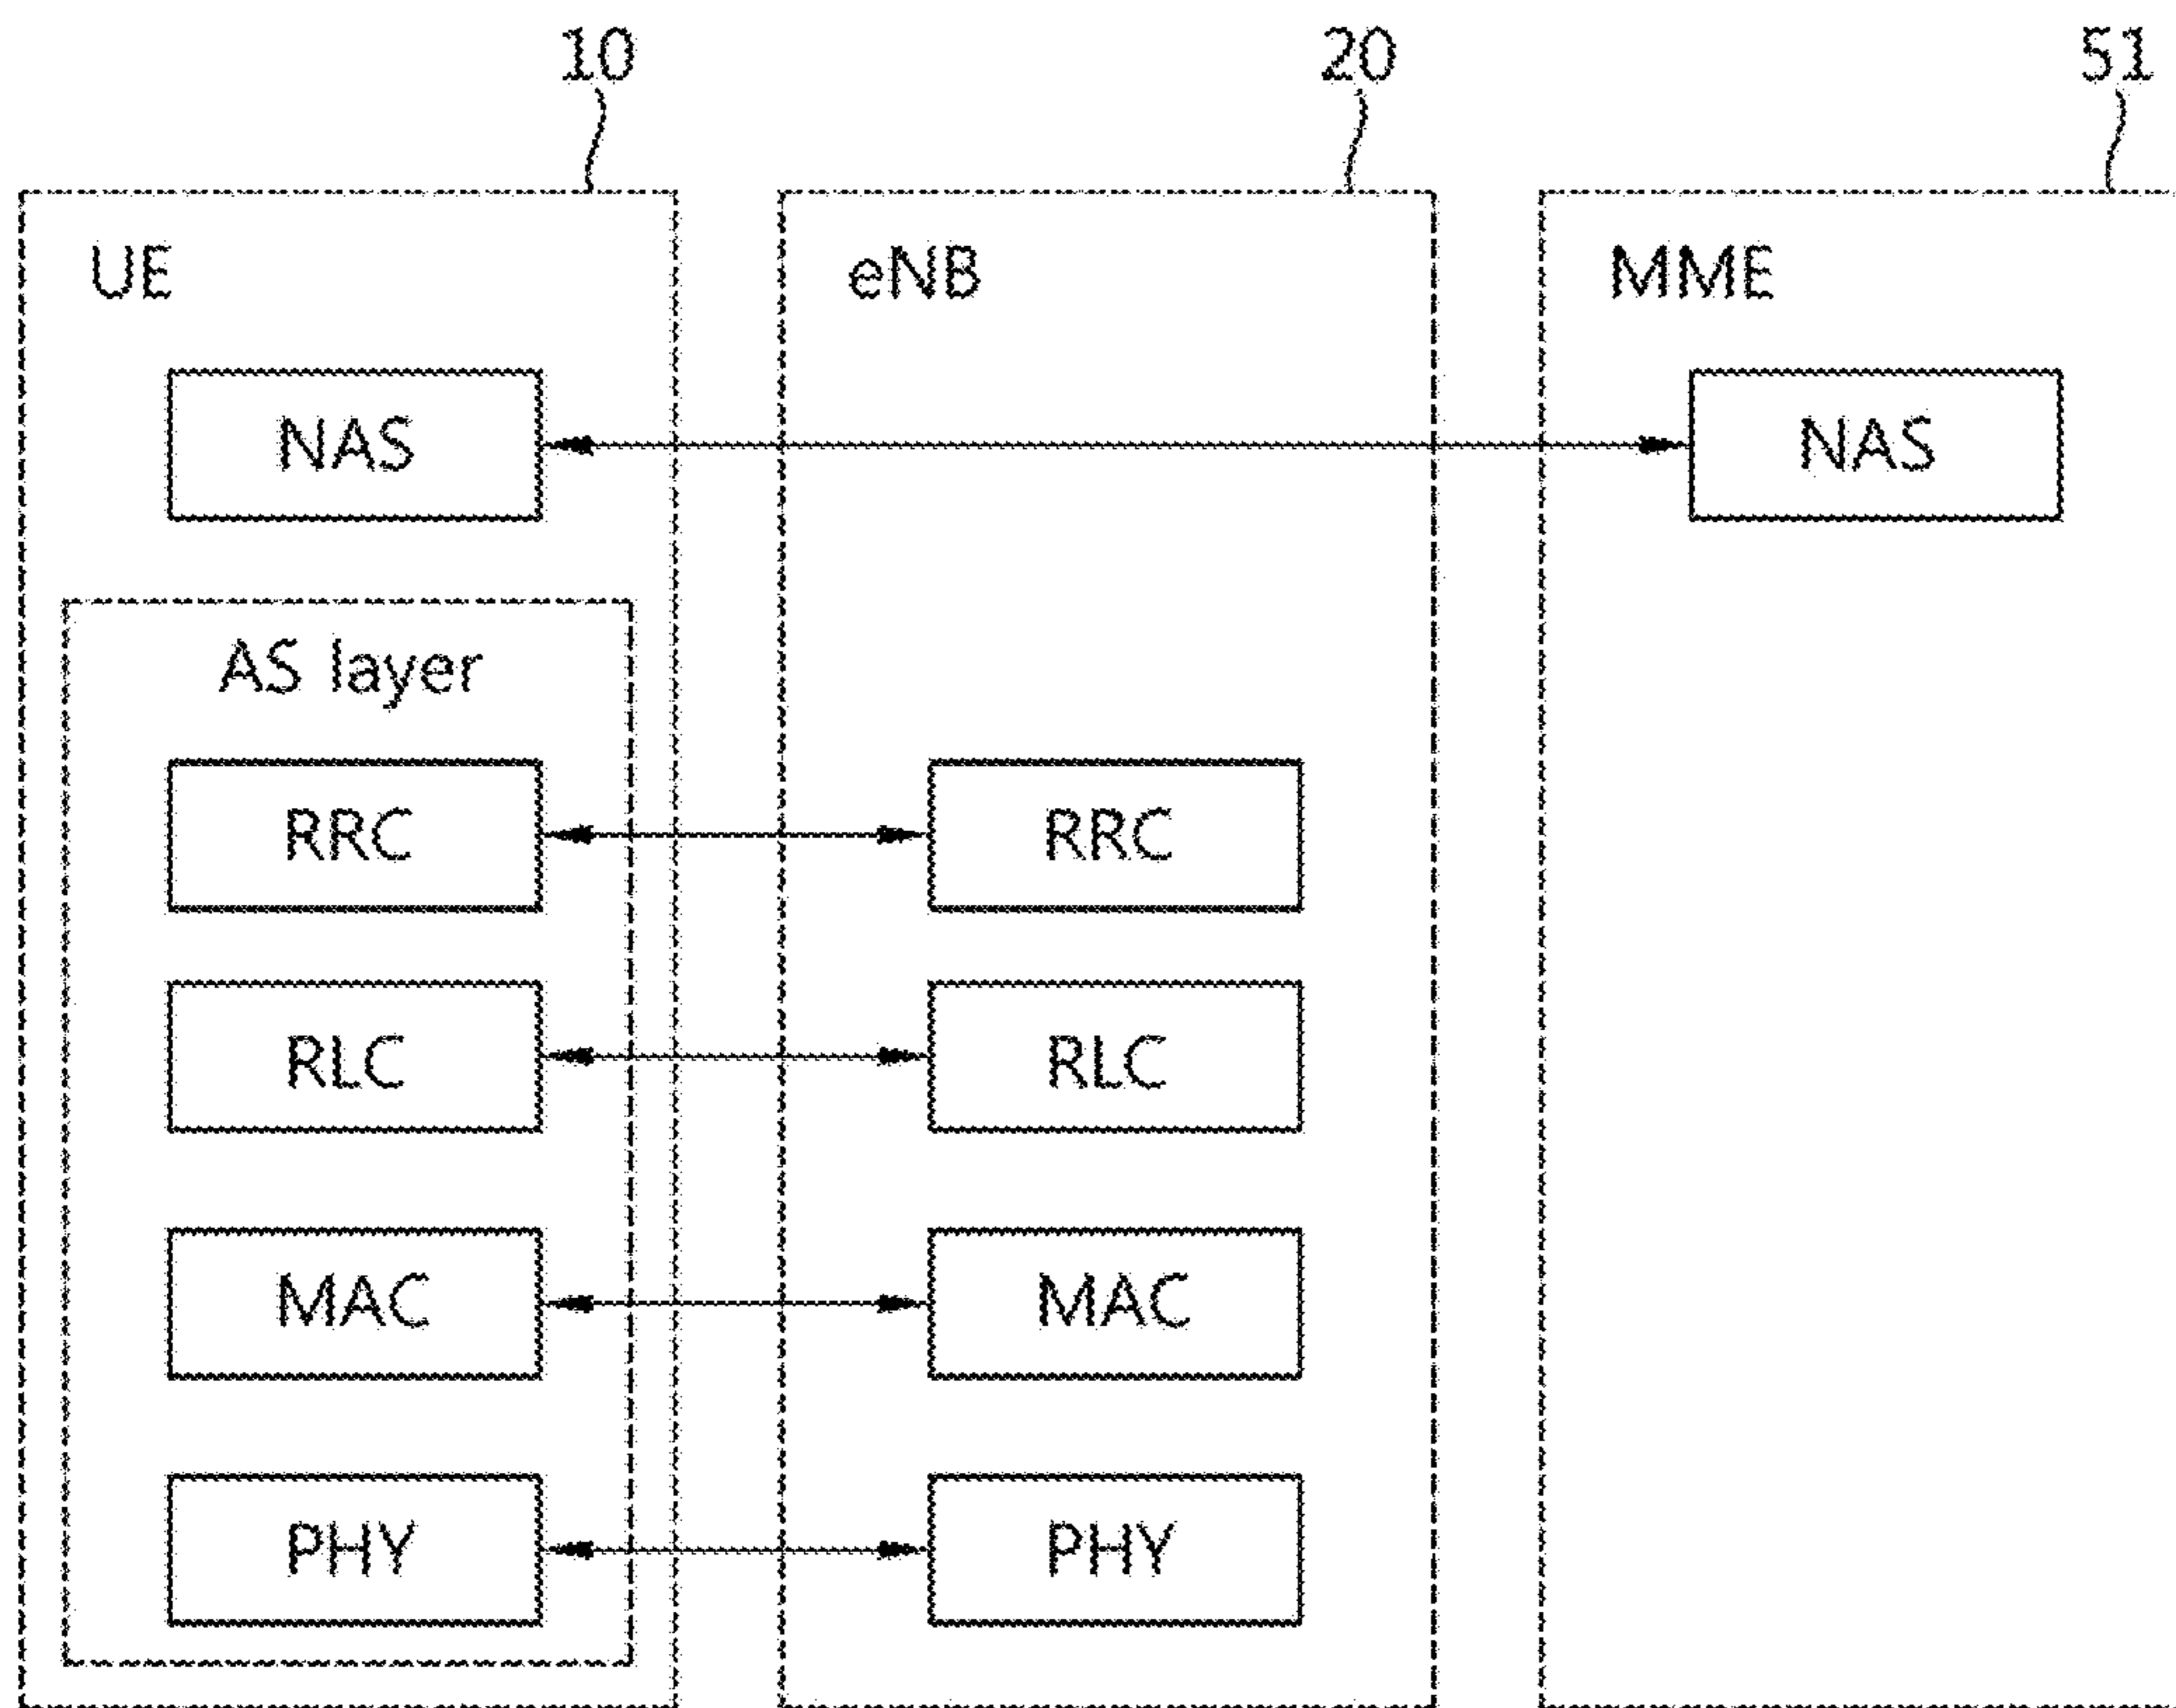 10 20 51
UE eNB MME
NAS NAS
AS layer
RRC RRC
RLC RLC
MAC MAC
PHY PHY